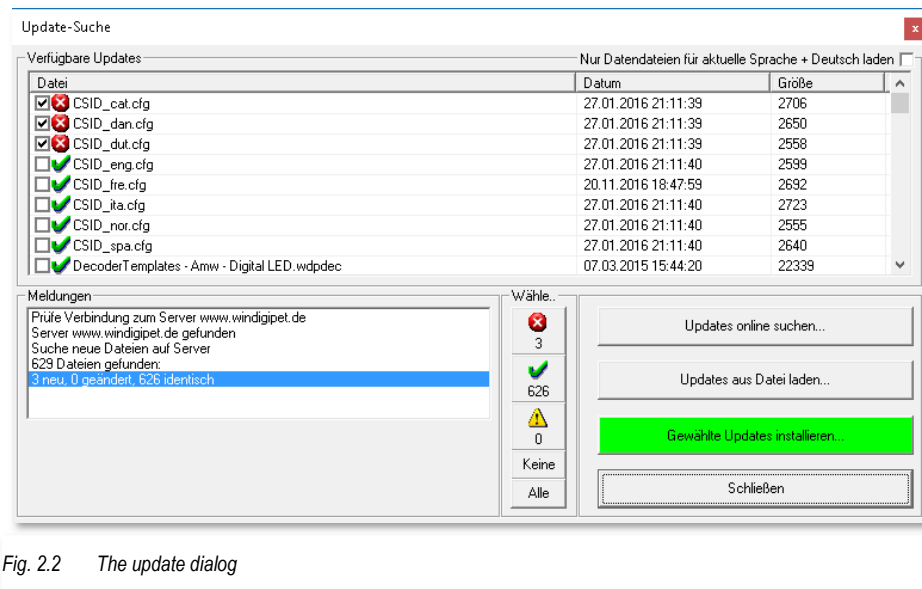 Update-Suche
x
Verfügbare Updates
Nur Datendateien für aktuelle Sprache + Deutsch laden
Datei Datum Größe
CSID_cat.cfg 27.01.2016 21:11:39 2706
CSID_dan.cfg 27.01.2016 21:11:39 2650
CSID_dut.cfg 27.01.2016 21:11:39 2558
CSID_eng.cfg 27.01.2016 21:11:40 2599
CSID_fre.cfg 20.11.2016 18:47:59 2692
CSID_ita.cfg 27.01.2016 21:11:40 2723
CSID_nor.cfg 27.01.2016 21:11:40 2555
CSID_spa.cfg 27.01.2016 21:11:40 2640
DecoderTemplates - Amw - Digital LED.wdpdec 07.03.2015 15:44:20 22339
Meldungen
Prüfe Verbindung zum Server www.windigipet.de
Server www.windigipet.de gefunden
Suche neue Dateien auf Server
629 Dateien gefunden:
3 neu, 0 geändert, 626 identisch
Wähle..
3
626
0
Keine
Alle
Updates online suchen...
Updates aus Datei laden...
Gewählte Updates installieren...
Schließen
Fig. 2.2 The update dialog